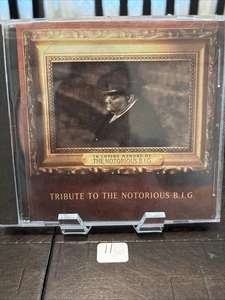 IN LOVING MEMORY OF
THE NOTORIOUS B.I.G.
TRIBUTE TO THE NOTORIOUS B.I.G.
11